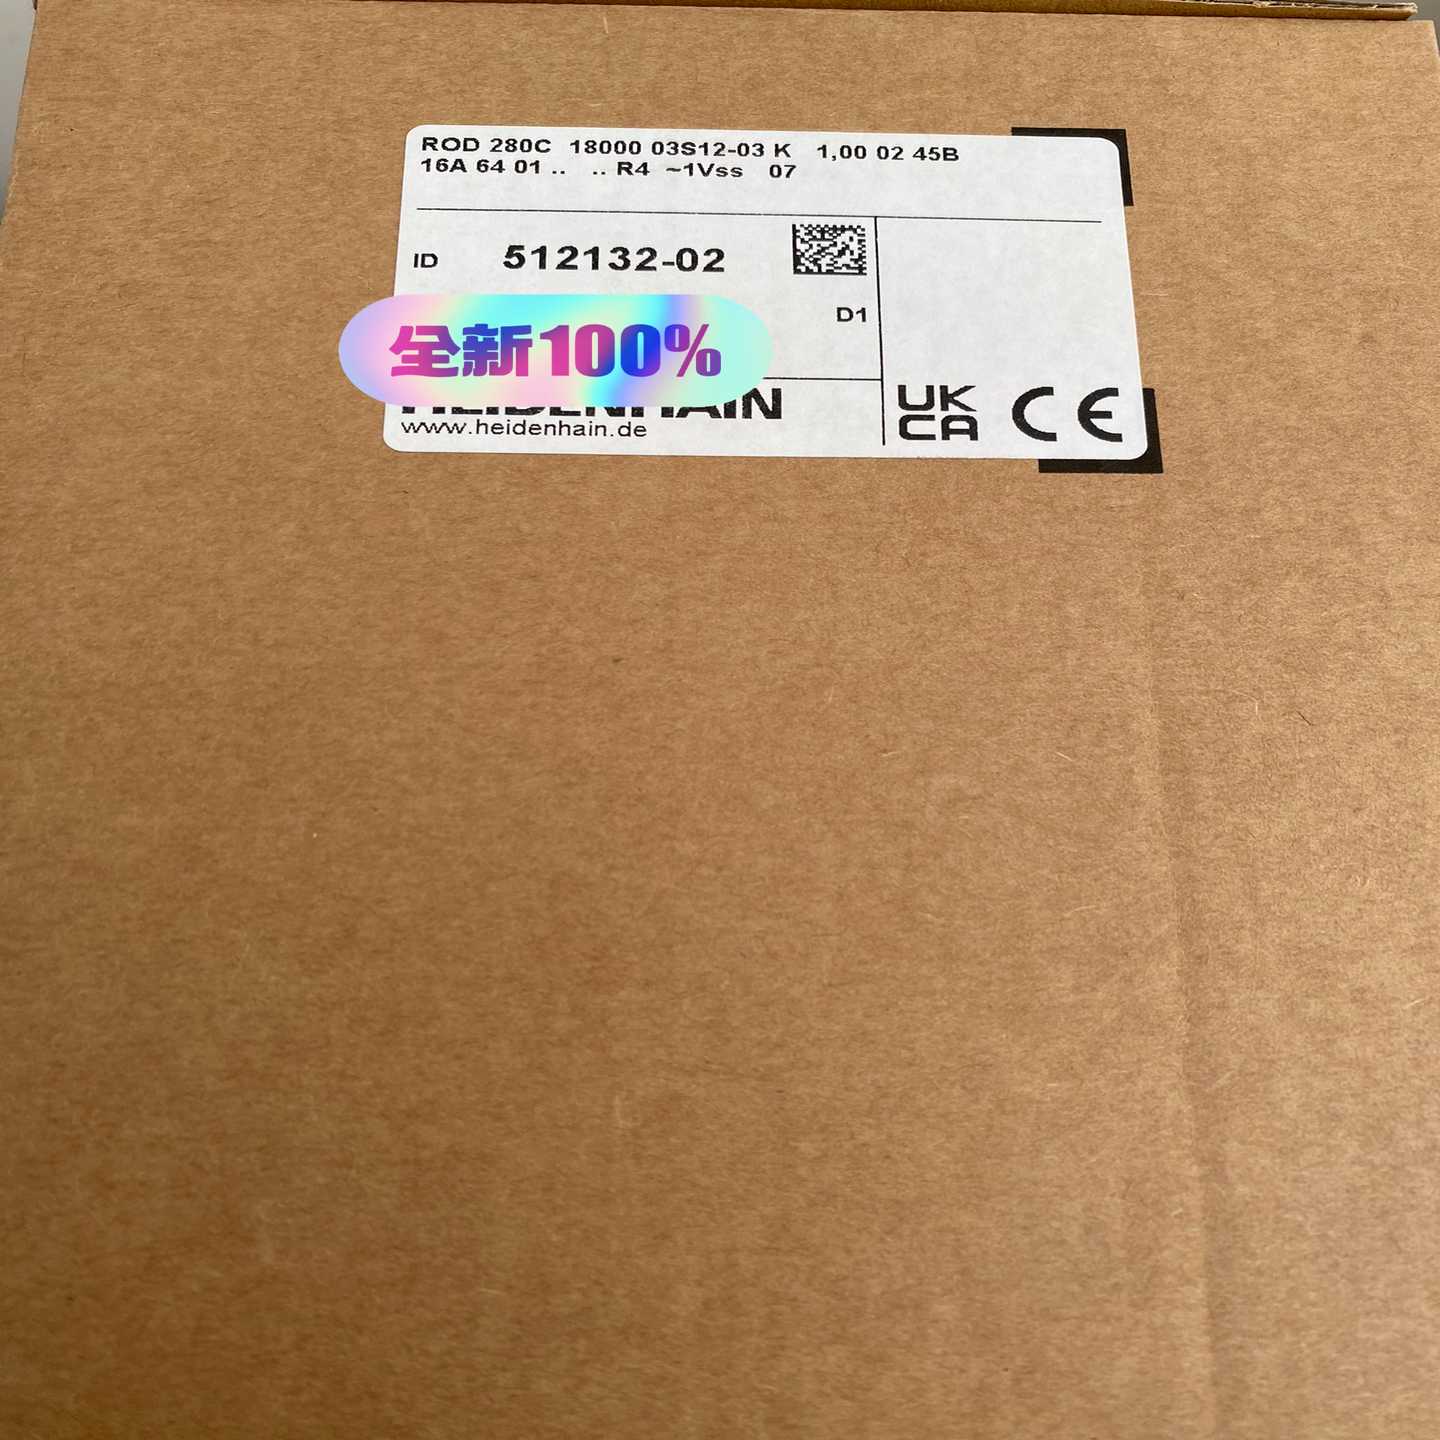 ROD 280C 18000 03S12-03 K 1,00 02 45B
16A 64 01 .. .. R4 ~1Vss 07
ID 512132-02
D1
全新100%
HEIDENHAIN
www.heidenhain.de
UK
CA
CE